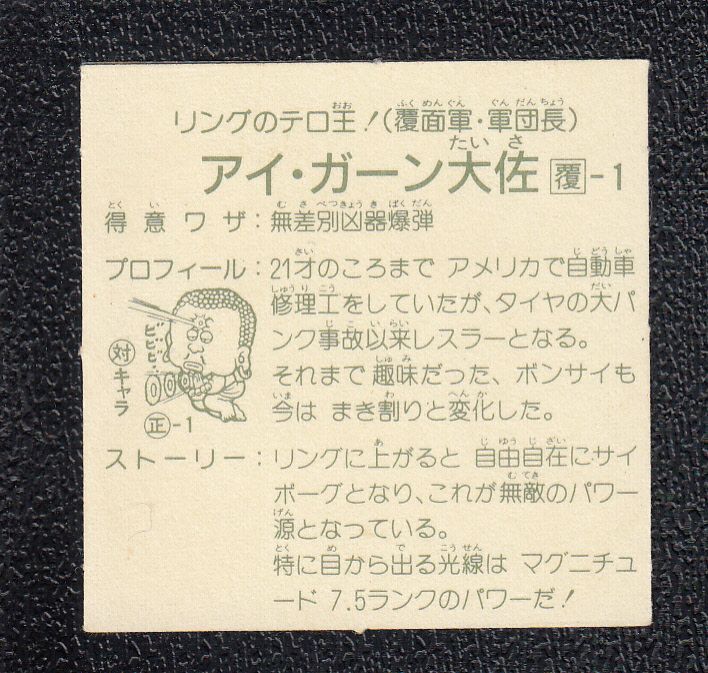 リングのテロ王!(覆面軍・軍団長)
アイ・ガーン大佐 覆-1
得意ワザ:無差別凶器爆弾
プロフィール:21才のころまで アメリカで自動車
修理工をしていたが、タイヤの大パ
ンク事故以来レスラーとなる。
それまで 趣味だった、ボンサイも
今は まき割りと変化した。
対キャラ
正-1
ストーリー:リングに上がると 自由自在にサイ
ボーグとなり、これが無敵のパワー
源となっている。
特に目から出る光線は マグニチュ
ード 7.5ランクのパワーだ!